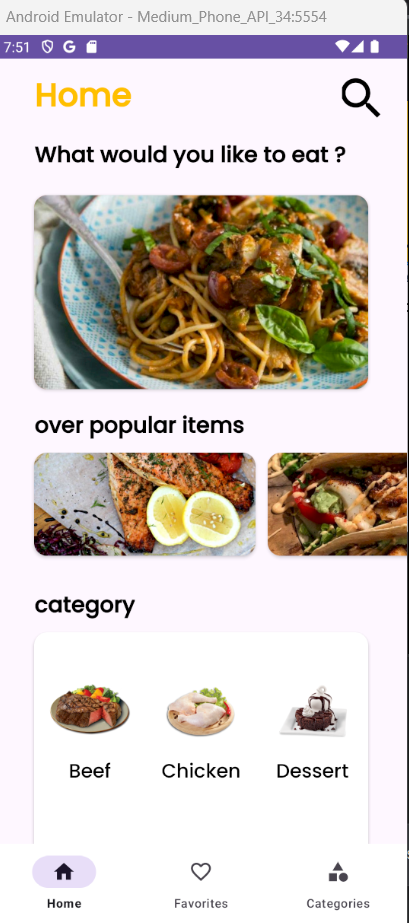 Android Emulator - Medium_Phone_API_34:5554
7:51
Home
What would you like to eat ?
over popular items
category
Beef Chicken Dessert
Home Favorites Categories